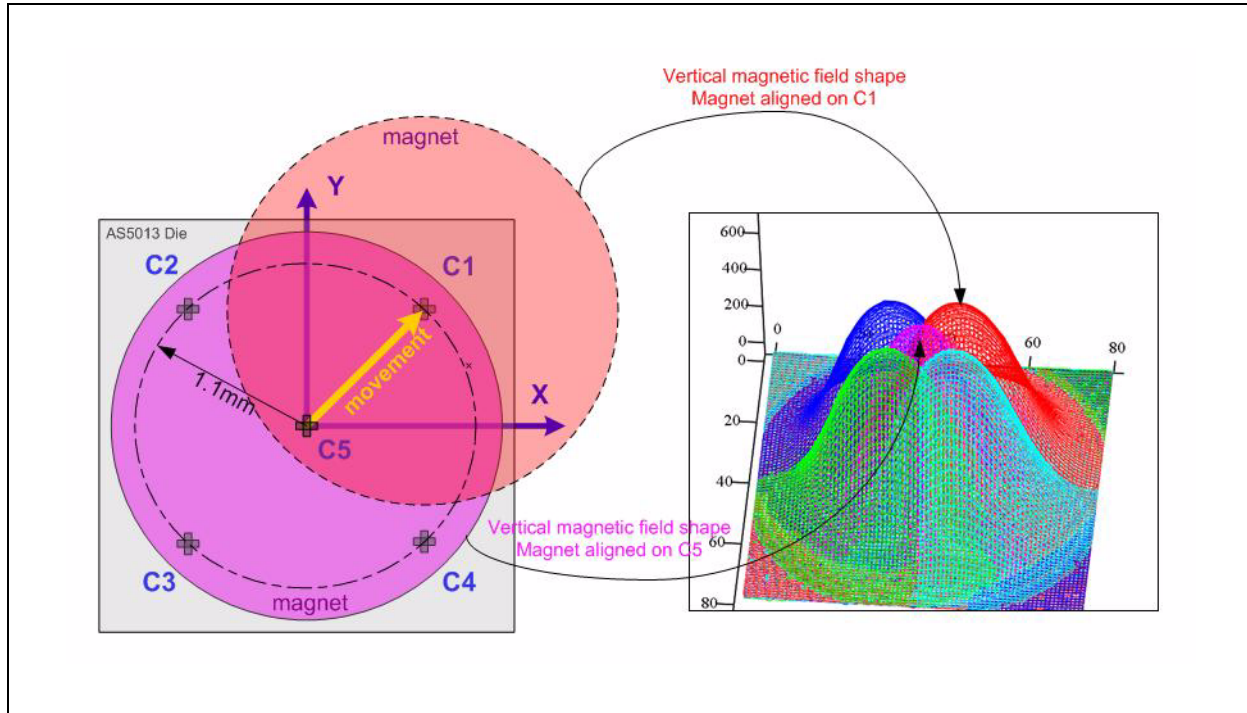 Vertical magnetic field shape
Magnet aligned on C1
magnet
Y
AS5013 Die
C2
C1
movement
1.1mm
X
C5
Vertical magnetic field shape
Magnet aligned on C5
C3
C4
magnet
600
400
200
0
0
0
60
80
20
40
60
80